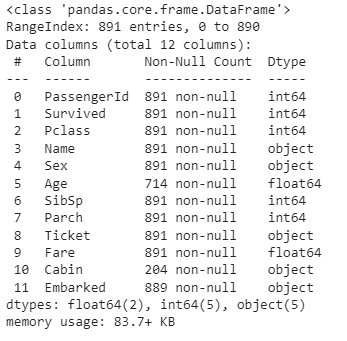 <class 'pandas.core.frame.DataFrame'>
RangeIndex: 891 entries, 0 to 890
Data columns (total 12 columns):
 #   Column       Non-Null Count  Dtype
---  ------       --------------  -----
 0   PassengerId  891 non-null    int64
 1   Survived     891 non-null    int64
 2   Pclass       891 non-null    int64
 3   Name         891 non-null    object
 4   Sex          891 non-null    object
 5   Age          714 non-null    float64
 6   SibSp        891 non-null    int64
 7   Parch        891 non-null    int64
 8   Ticket       891 non-null    object
 9   Fare         891 non-null    float64
 10  Cabin        204 non-null    object
 11  Embarked     889 non-null    object
dtypes: float64(2), int64(5), object(5)
memory usage: 83.7+ KB